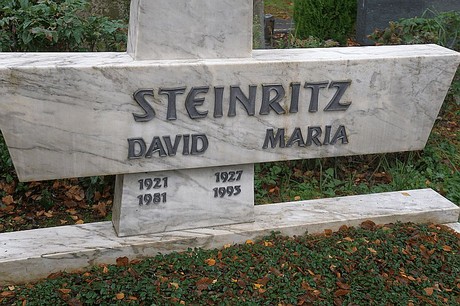 STEINRITZ
DAVID MARIA
1921 1927
1981 1993